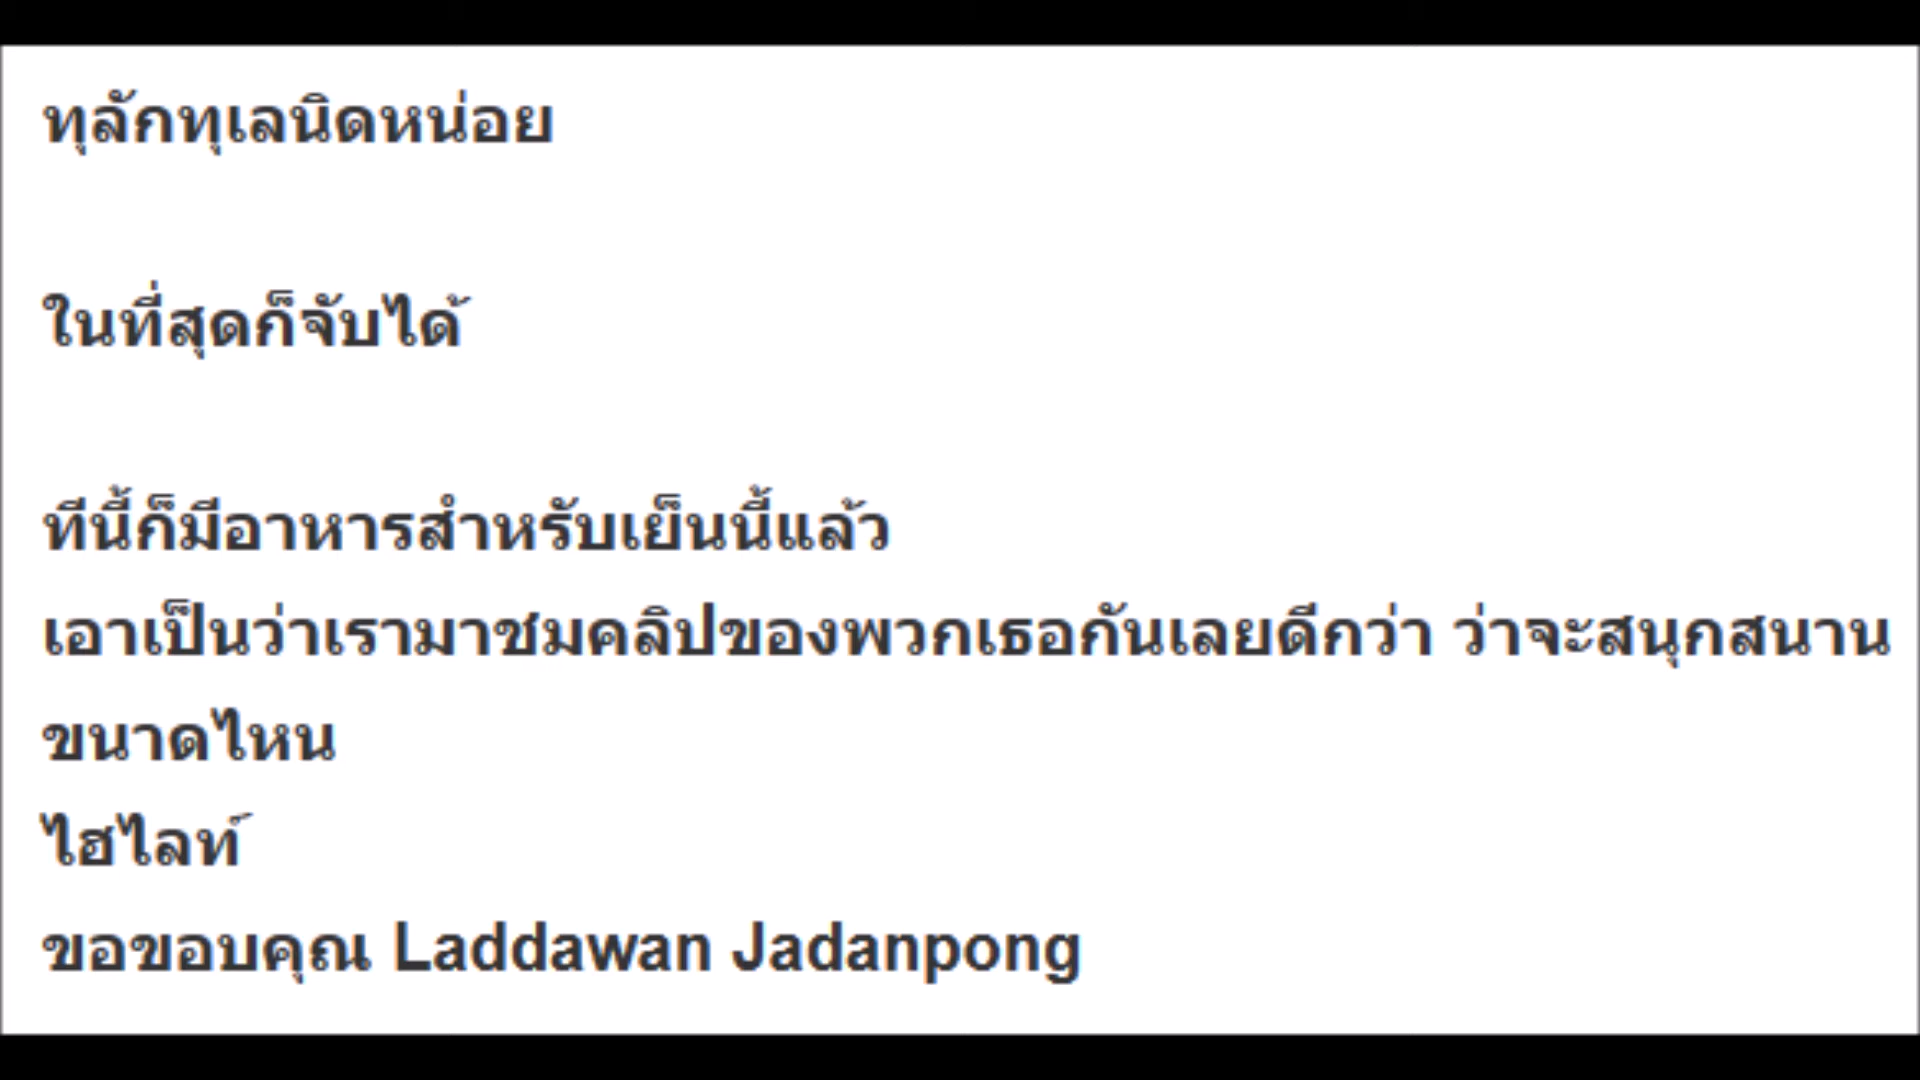 ทุลักทุเลนิดหน่อย
ในที่สุดก็จับได้
ทีนี้ก็มีอาหารสำหรับเย็นนี้แล้ว
เอาเป็นว่าเรามาชมคลิปของพวกเธอกันเลยดีกว่า ว่าจะสนุกสนาน
ขนาดไหน
ไฮไลท์
ขอขอบคุณ Laddawan Jadanpong